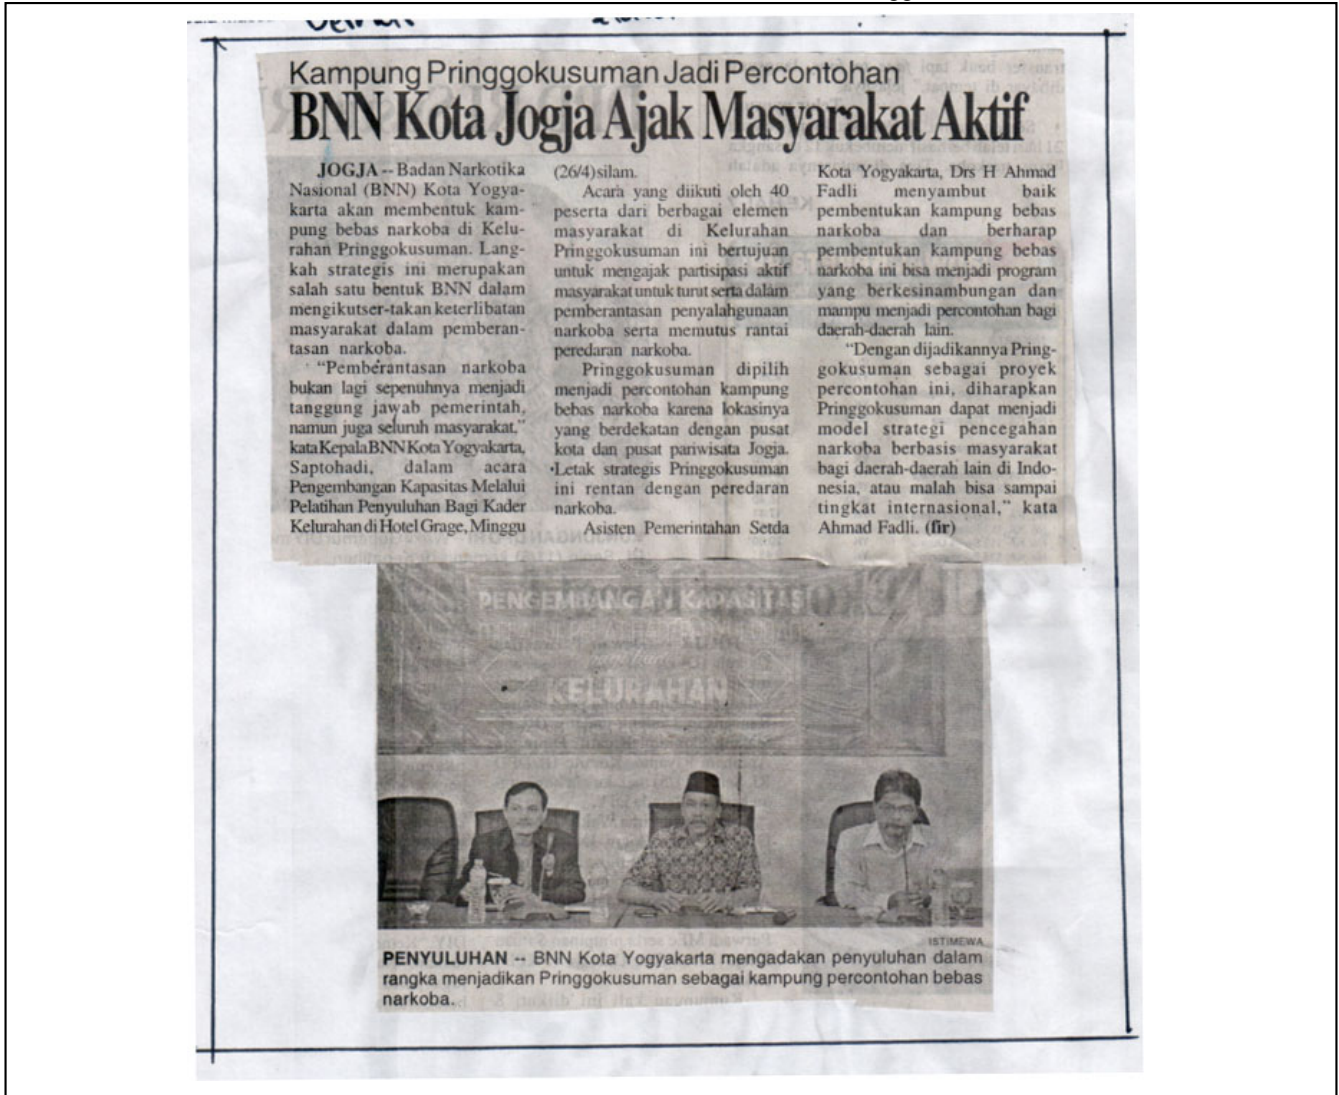 Kampung Pringgokusuman Jadi Percontohan
BNN Kota Jogja Ajak Masyarakat Aktif
JOGJA -- Badan Narkotika
Nasional (BNN) Kota Yogya-
karta akan membentuk kam-
pung bebas narkoba di Kelu-
rahan Pringgokusuman. Lang-
kah strategis ini merupakan
salah satu bentuk BNN dalam
mengikutser-takan keterlibatan
masyarakat dalam pemberan-
tasan narkoba.
“Pemberantasan narkoba
bukan lagi sepenuhnya menjadi
tanggung jawab pemerintah,
namun juga seluruh masyarakat,”
kata Kepala BNN Kota Yogyakarta,
Saptohadi, dalam acara
Pengembangan Kapasitas Melalui
Pelatihan Penyuluhan Bagi Kader
Kelurahan di Hotel Grage, Minggu
(26/4) silam.
Acara yang diikuti oleh 40
peserta dari berbagai elemen
masyarakat di Kelurahan
Pringgokusuman ini bertujuan
untuk mengajak partisipasi aktif
masyarakat untuk turut serta dalam
pemberantasan penyalahgunaan
narkoba serta memutus rantai
peredaran narkoba.
Pringgokusuman dipilih
menjadi percontohan kampung
bebas narkoba karena lokasinya
yang berdekatan dengan pusat
kota dan pusat pariwisata Jogja.
Letak strategis Pringgokusuman
ini rentan dengan peredaran
narkoba.
Asisten Pemerintahan Setda
Kota Yogyakarta, Drs H Ahmad
Fadli menyambut baik
pembentukan kampung bebas
narkoba dan berharap
pembentukan kampung bebas
narkoba ini bisa menjadi program
yang berkesinambungan dan
mampu menjadi percontohan bagi
daerah-daerah lain.
“Dengan dijadikannya Pring-
gokusuman sebagai proyek
percontohan ini, diharapkan
Pringgokusuman dapat menjadi
model strategi pencegahan
narkoba berbasis masyarakat
bagi daerah-daerah lain di Indo-
nesia, atau malah bisa sampai
tingkat internasional,” kata
Ahmad Fadli. (fir)
PENGEMBANGAN KAPASITAS
KELURAHAN
ISTIMEWA
PENYULUHAN -- BNN Kota Yogyakarta mengadakan penyuluhan dalam
rangka menjadikan Pringgokusuman sebagai kampung percontohan bebas
narkoba.